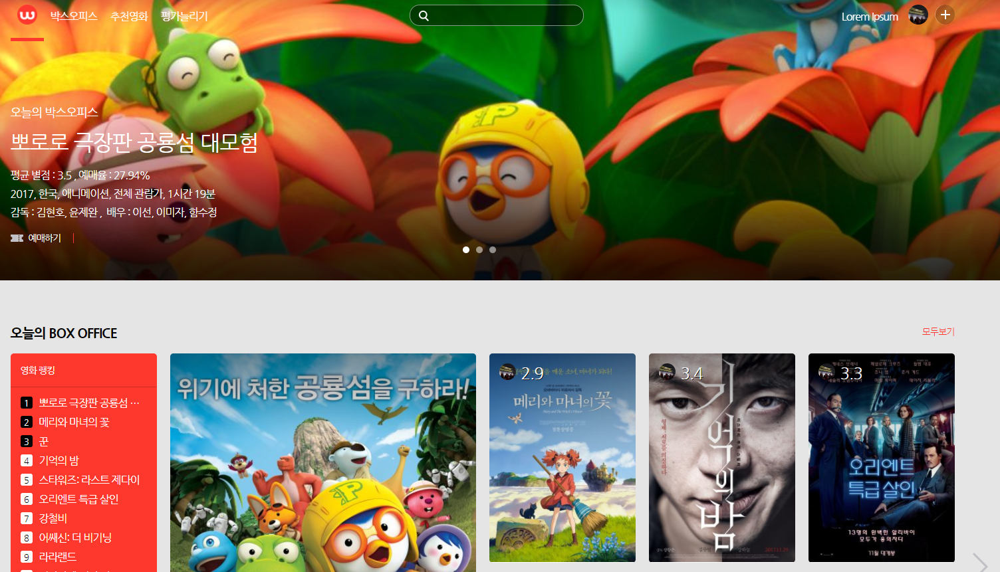 w
박스오피스 추천영화 평가늘리기
Lorem Ipsum
오늘의 박스오피스
뽀로로 극장판 공룡섬 대모험
평균 별점 : 3.5 , 예매율 : 27.94%
2017, 한국, 애니메이션, 전체 관람가, 1시간 19분
감독 : 김현호, 윤제완 , 배우 : 이선, 이미자, 함수정
예매하기
오늘의 BOX OFFICE
모두보기
영화 랭킹
1 뽀로로 극장판 공룡섬 ···
2 메리와 마녀의 꽃
3 꾼
4 기억의 밤
5 스타워즈: 라스트 제다이
6 오리엔트 특급 살인
7 강철비
8 어쌔신: 더 비기닝
9 라라랜드
위기에 처한 공룡섬을 구하라!
P
2.9
메리와 마녀의 꽃
3.4
기억의 밤
2017.11.29
3.3
오리엔트
특급 살인
13명의 완벽한 알리바이
모두가 용의자다
11월 대개봉